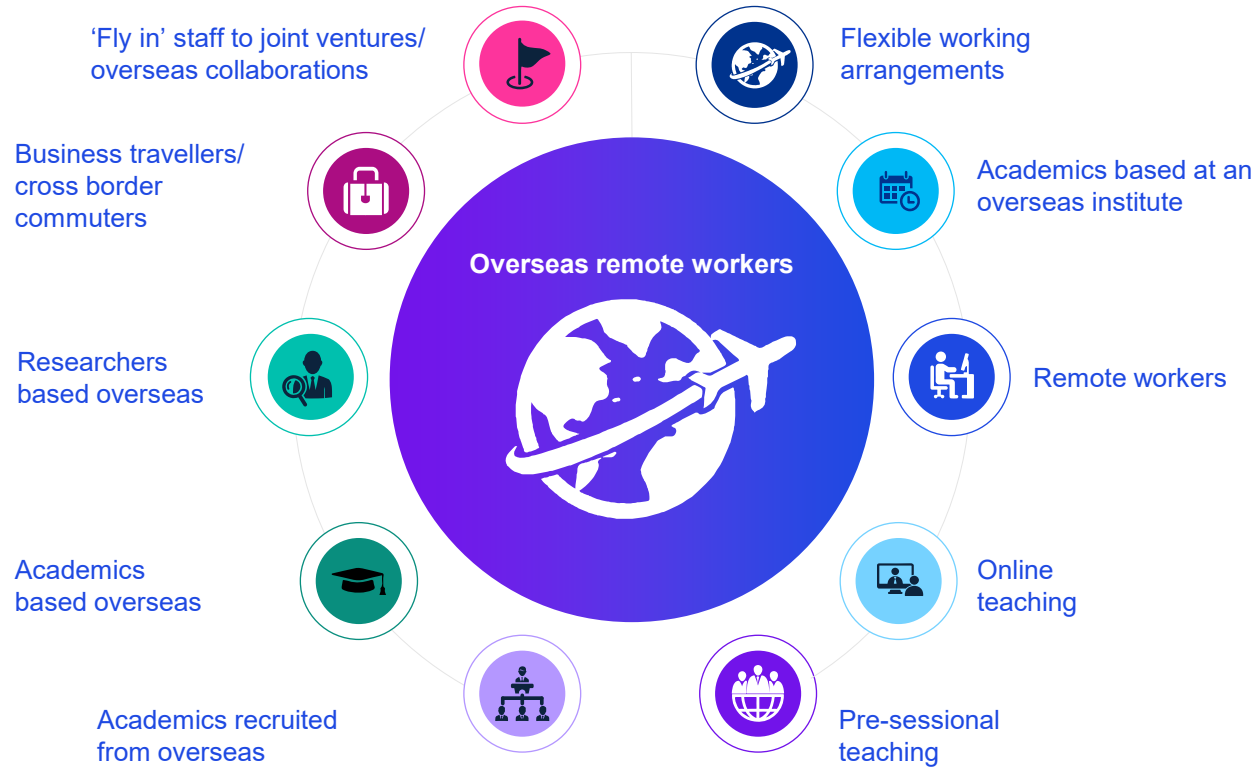 ‘Fly in’ staff to joint ventures/
overseas collaborations
Flexible working
arrangements
Business travellers/
cross border
commuters
Academics based at an
overseas institute
Overseas remote workers
Researchers
based overseas
Remote workers
Academics
based overseas
Online
teaching
Academics recruited
from overseas
Pre-sessional
teaching